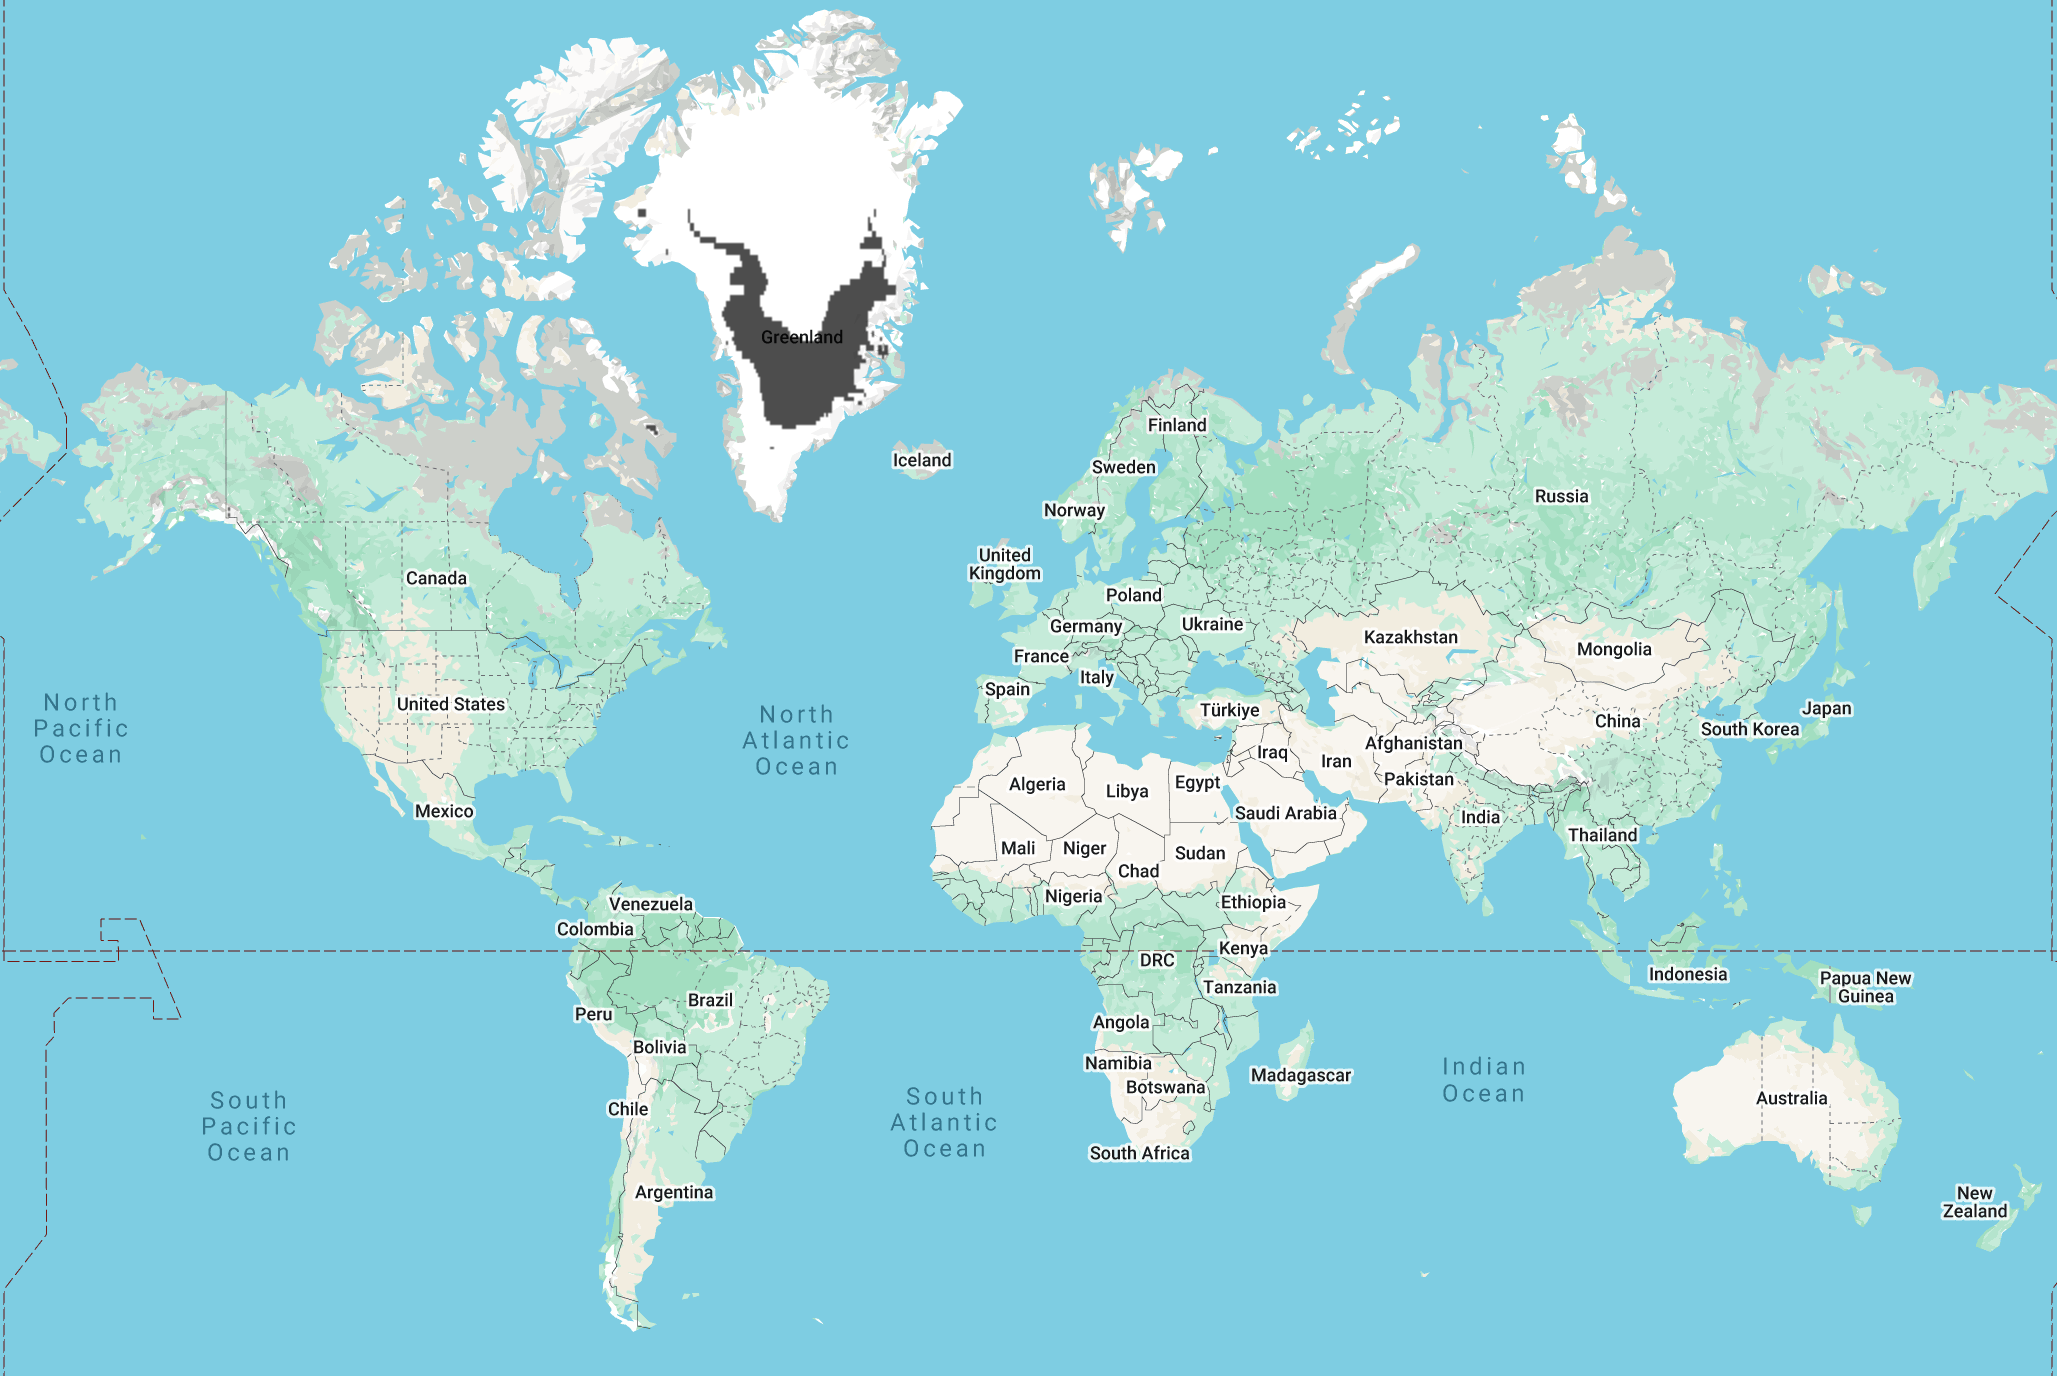 Greenland
Finland
Iceland
Sweden
Russia
Norway
United
Kingdom
Canada
Poland
Germany
Ukraine
Kazakhstan
Mongolia
France
Italy
Spain
United States
Türkiye
China
Japan
South Korea
North
Pacific
Ocean
North
Atlantic
Ocean
Afghanistan
Iraq
Iran
Algeria
Libya
Egypt
Pakistan
Mexico
Saudi Arabia
India
Thailand
Mali
Niger
Sudan
Chad
Nigeria
Ethiopia
Venezuela
Colombia
Kenya
DRC
Indonesia
Papua New
Guinea
Tanzania
Brazil
Peru
Angola
Bolivia
Namibia
Botswana
Madagascar
Indian
Ocean
Australia
Chile
South
Pacific
Ocean
South
Atlantic
Ocean
South Africa
Argentina
New
Zealand